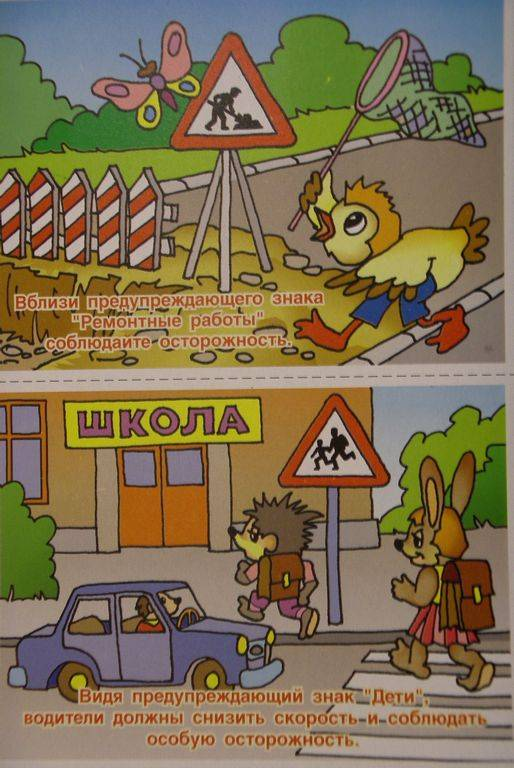 Вблизи предупреждающего знака
"Ремонтные работы"
соблюдайте осторожность.
ШКОЛА
Видя предупреждающий знак "Дети",
водители должны снизить скорость и соблюдать
особую осторожность.